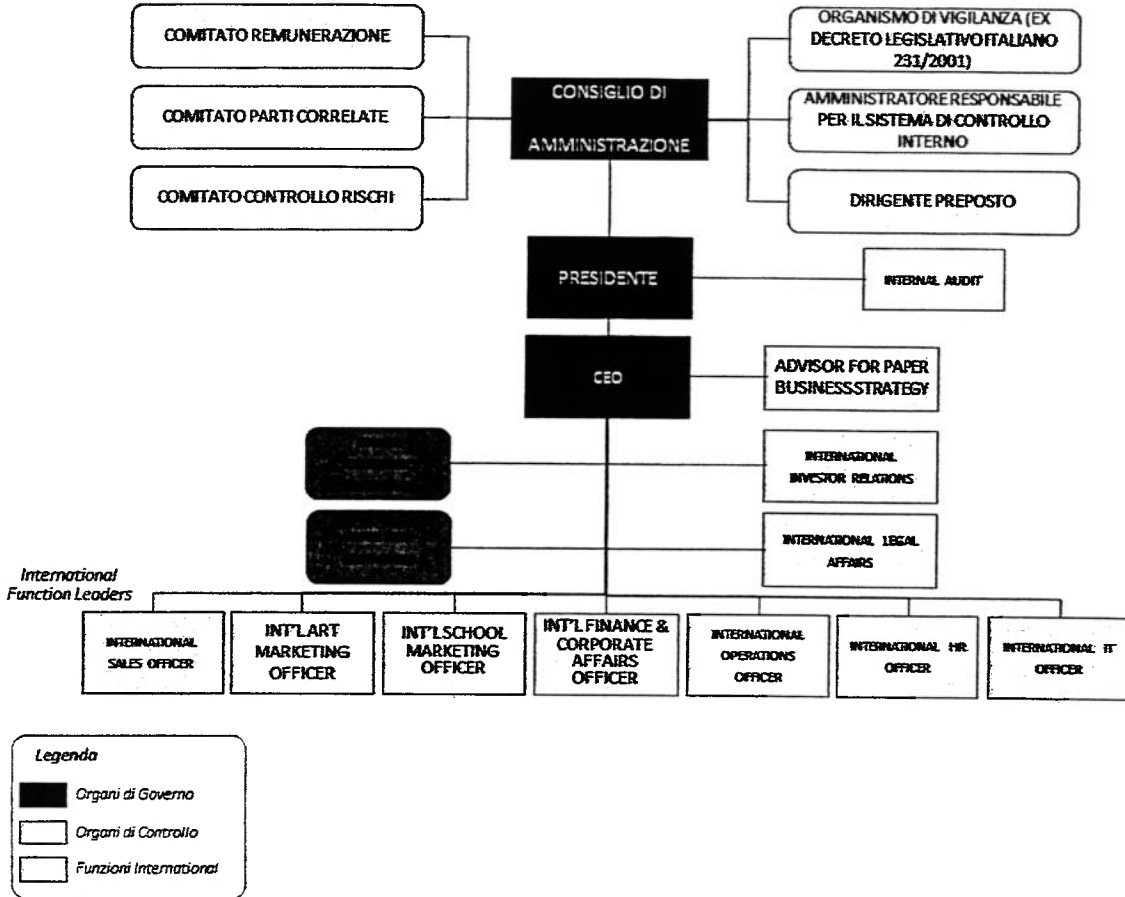 COMITATO REMUNERAZIONE
COMITATO PARTI CORRELATE
COMITATO CONTROLLO RISCHI
CONSIGLIO DI
AMMINISTRAZIONE
ORGANISMO DI VIGILANZA (EX
DECRETO LEGISLATIVO ITALIANO
231/2001)
AMMINISTRATORE RESPONSABILE
PER IL SISTEMA DI CONTROLLO
INTERNO
DIRIGENTE PREPOSTO
PRESIDENTE
INTERNAL AUDIT
CEO
ADVISOR FOR PAPER
BUSINESS STRATEGY
INTERNATIONAL
INVESTOR RELATIONS
INTERNATIONAL LEGAL
AFFAIRS
International
Function Leaders
INTERNATIONAL
SALES OFFICER
INT'L ART
MARKETING
OFFICER
INT'L SCHOOL
MARKETING
OFFICER
INT'L FINANCE &
CORPORATE
AFFAIRS
OFFICER
INTERNATIONAL
OPERATIONS
OFFICER
INTERNATIONAL HR
OFFICER
INTERNATIONAL IT
OFFICER
Legenda
Organi di Governo
Organi di Controllo
Funzioni International